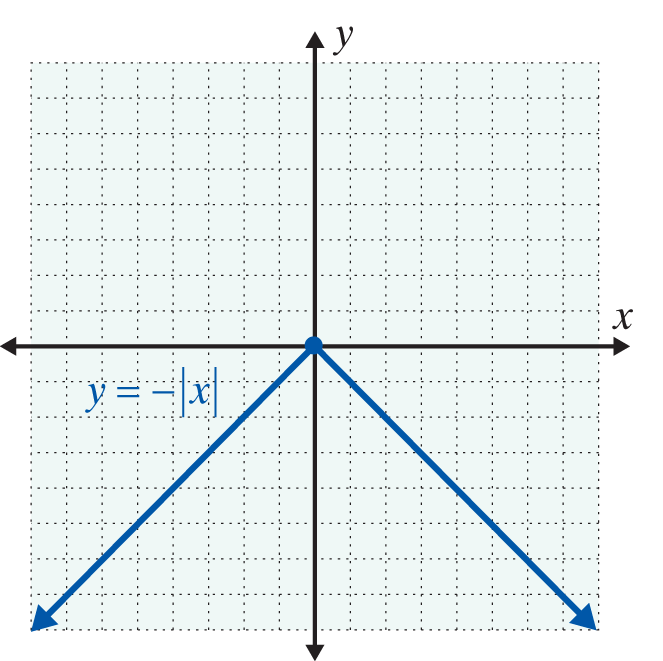 y
x
y = −|x|